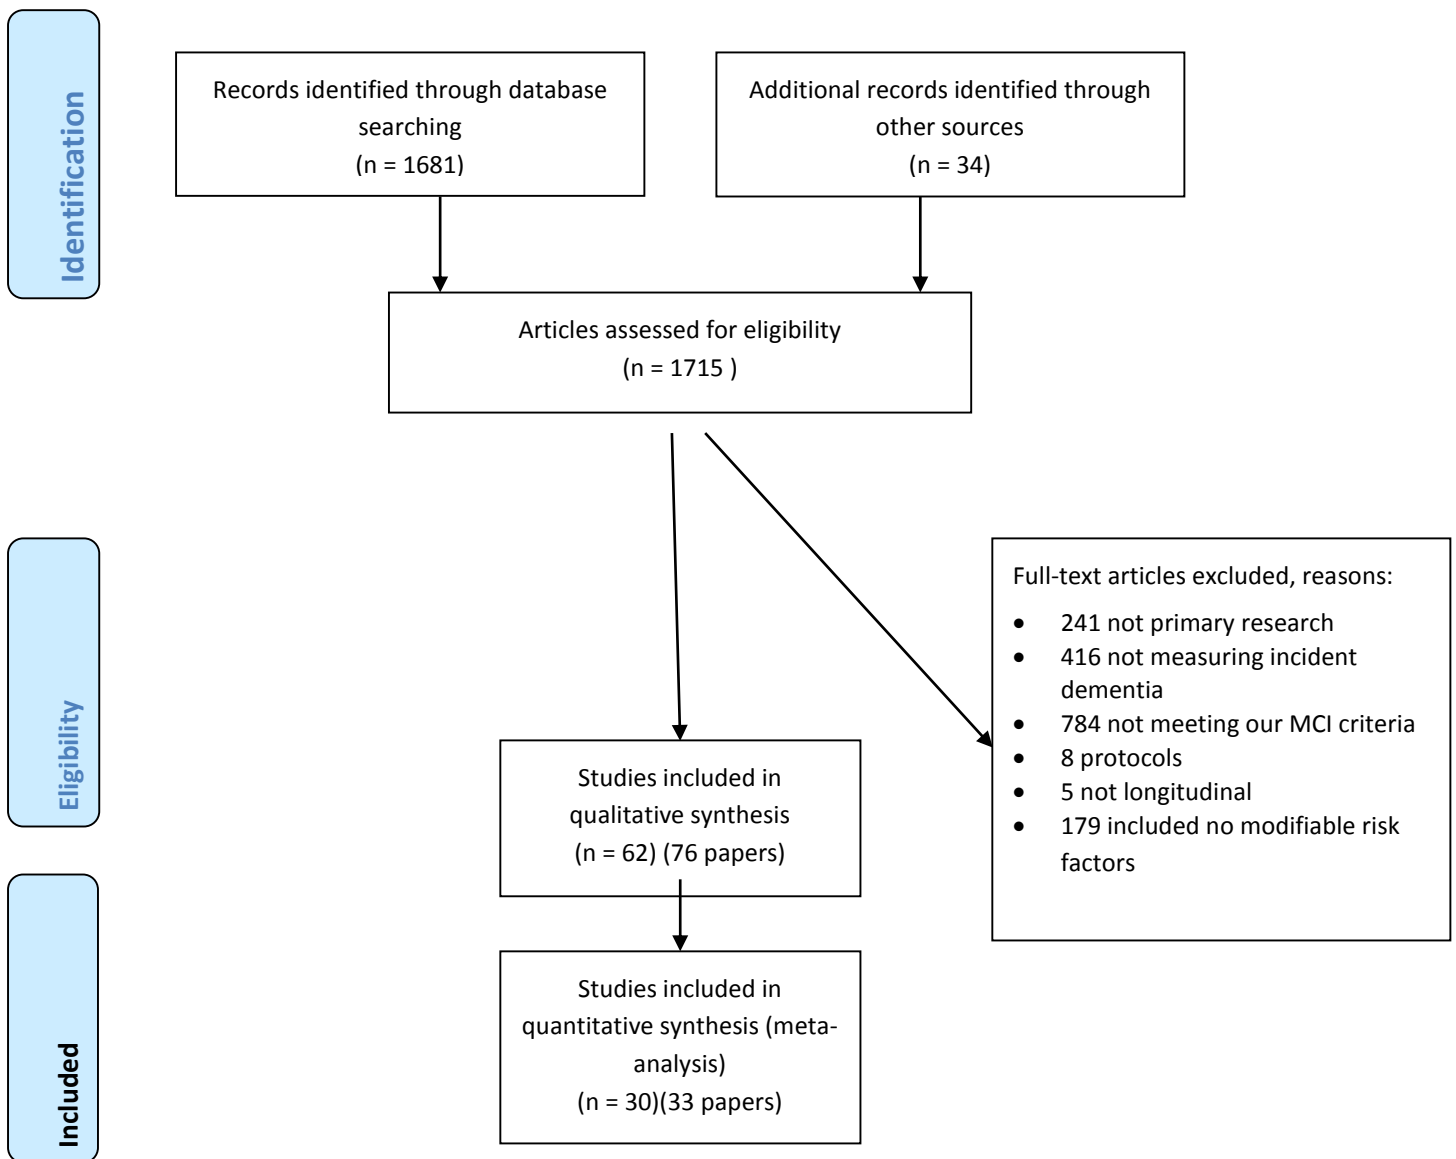 Identification
Records identified through database
searching
(n = 1681)
Additional records identified through
other sources
(n = 34)
Articles assessed for eligibility
(n = 1715 )
Eligibility
Full-text articles excluded, reasons:
• 241 not primary research
• 416 not measuring incident
dementia
• 784 not meeting our MCI criteria
• 8 protocols
• 5 not longitudinal
• 179 included no modifiable risk
factors
Studies included in
qualitative synthesis
(n = 62) (76 papers)
Included
Studies included in
quantitative synthesis (meta-
analysis)
(n = 30)(33 papers)